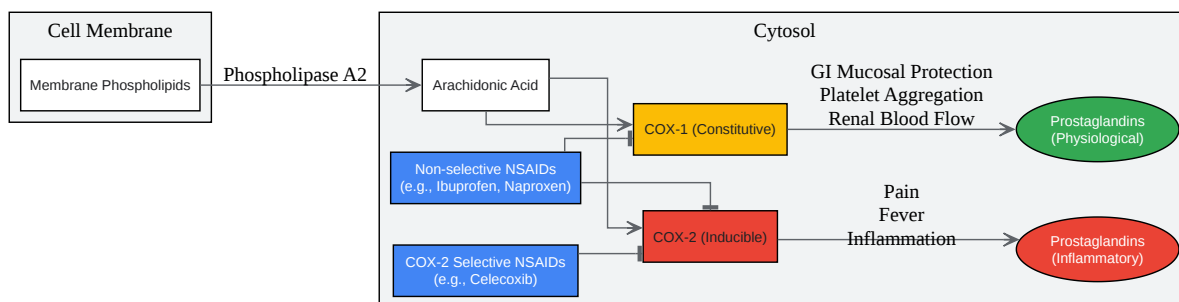 Cell Membrane
Membrane Phospholipids
Phospholipase A2
Cytosol
Arachidonic Acid
COX-1 (Constitutive)
GI Mucosal Protection
Platelet Aggregation
Renal Blood Flow
Prostaglandins
(Physiological)
Non-selective NSAIDs
(e.g., Ibuprofen, Naproxen)
COX-2 (Inducible)
Pain
Fever
Inflammation
Prostaglandins
(Inflammatory)
COX-2 Selective NSAIDs
(e.g., Celecoxib)